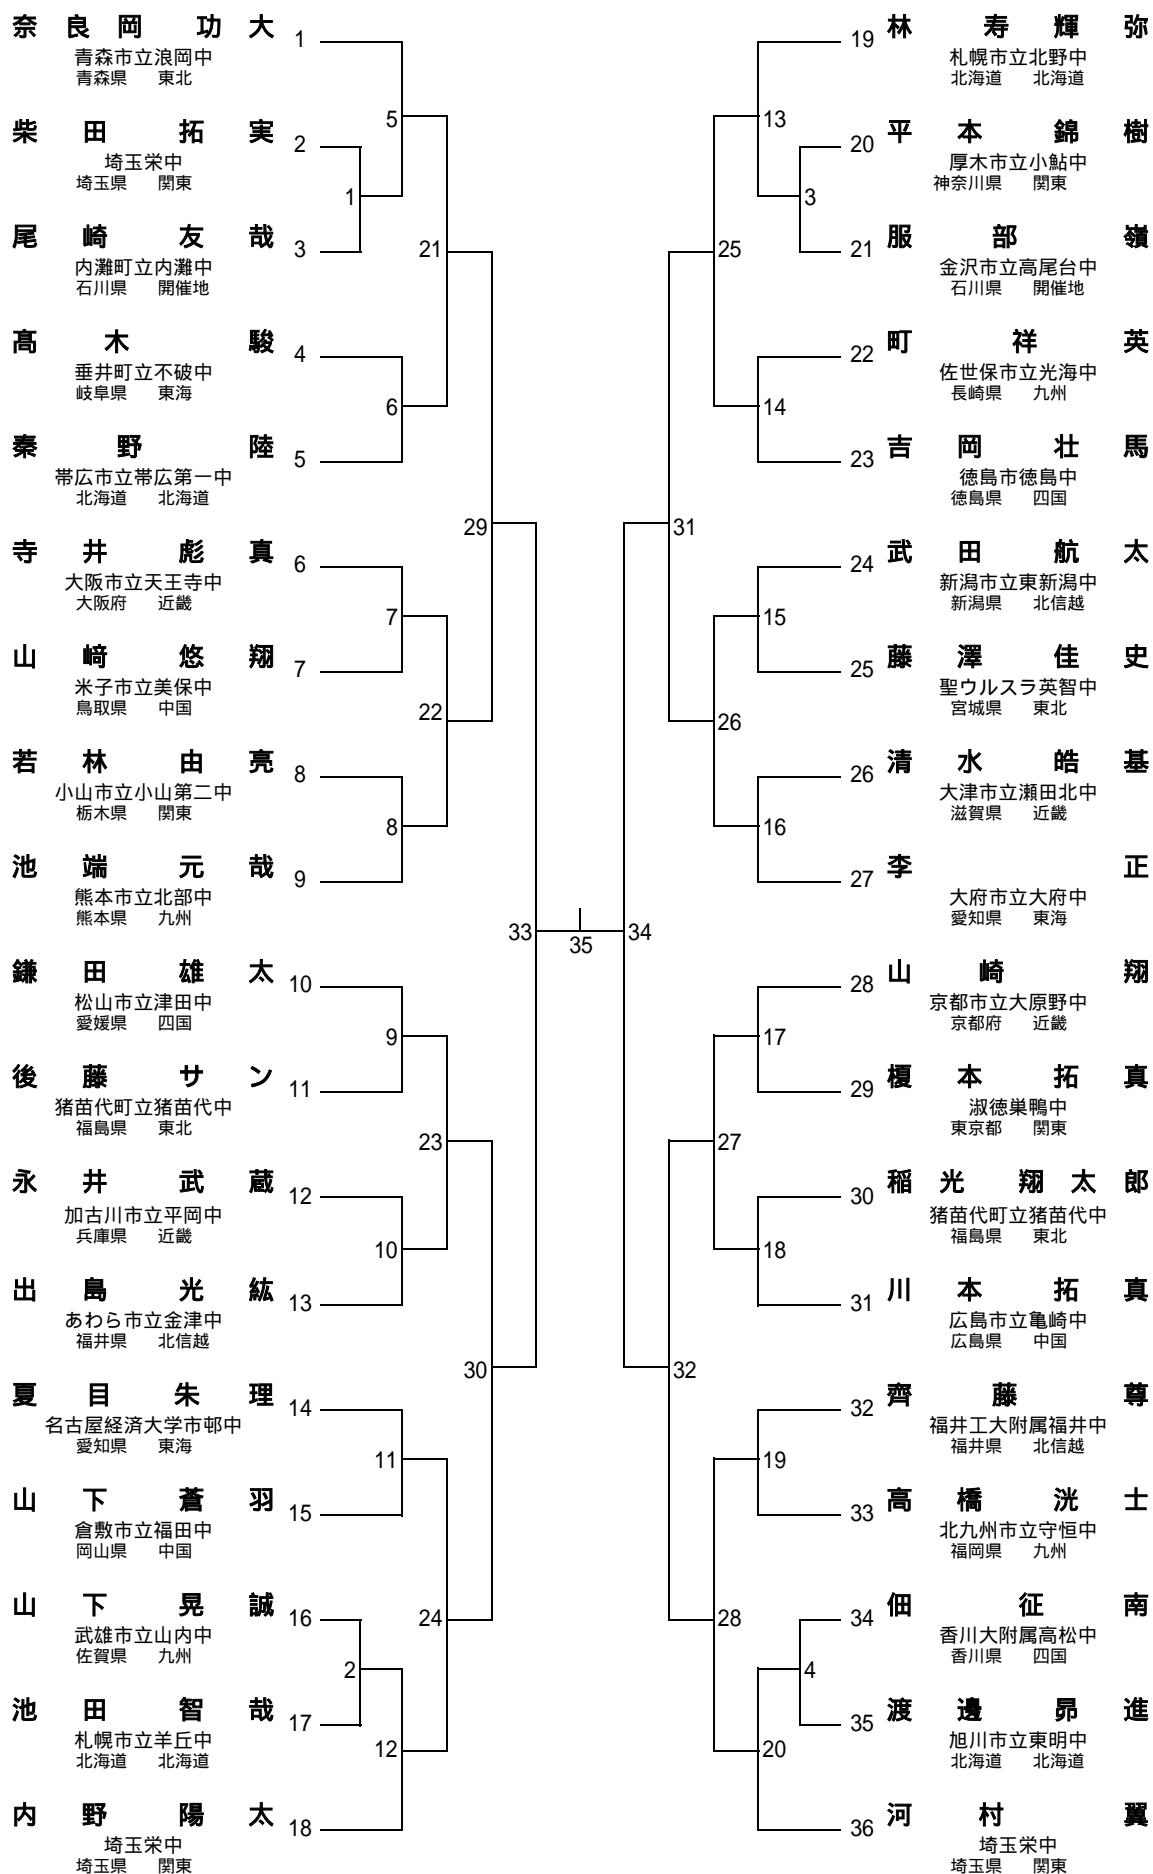 奈良岡功大 1
青森市立浪岡中
青森県 東北
柴田拓実 2
埼玉栄中
埼玉県 関東
尾崎友哉 3
内灘町立内灘中
石川県 開催地
髙木駿 4
垂井町立不破中
岐阜県 東海
秦野陸 5
帯広市立帯広第一中
北海道 北海道
寺井彪真 6
大阪市立天王寺中
大阪府 近畿
山﨑悠翔 7
米子市立美保中
鳥取県 中国
若林由亮 8
小山市立小山第二中
栃木県 関東
池端元哉 9
熊本市立北部中
熊本県 九州
鎌田雄太 10
松山市立津田中
愛媛県 四国
後藤サン 11
猪苗代町立猪苗代中
福島県 東北
永井武蔵 12
加古川市立平岡中
兵庫県 近畿
出島光紘 13
あわら市立金津中
福井県 北信越
夏目朱理 14
名古屋経済大学市邨中
愛知県 東海
山下蒼羽 15
倉敷市立福田中
岡山県 中国
山下晃誠 16
武雄市立山内中
佐賀県 九州
池田智哉 17
札幌市立羊丘中
北海道 北海道
内野陽太 18
埼玉栄中
埼玉県 関東
5
1
21
6
29
7
22
8
33
9
23
10
30
11
24
2
12
35
34
13
3
25
14
31
15
26
16
17
27
18
32
19
28
4
20
19 林寿輝弥
札幌市立北野中
北海道 北海道
20 平本錦樹
厚木市立小鮎中
神奈川県 関東
21 服部嶺
金沢市立高尾台中
石川県 開催地
22 町祥英
佐世保市立光海中
長崎県 九州
23 吉岡壮馬
徳島市徳島中
徳島県 四国
24 武田航太
新潟市立東新潟中
新潟県 北信越
25 藤澤佳史
聖ウルスラ英智中
宮城県 東北
26 清水皓基
大津市立瀬田北中
滋賀県 近畿
27 李正
大府市立大府中
愛知県 東海
28 山崎翔
京都市立大原野中
京都府 近畿
29 榎本拓真
淑徳巣鴨中
東京都 関東
30 稲光翔太郎
猪苗代町立猪苗代中
福島県 東北
31 川本拓真
広島市立亀崎中
広島県 中国
32 齊藤尊
福井工大附属福井中
福井県 北信越
33 高橋洸士
北九州市立守恒中
福岡県 九州
34 佃征南
香川大附属高松中
香川県 四国
35 渡邊昴進
旭川市立東明中
北海道 北海道
36 河村翼
埼玉栄中
埼玉県 関東